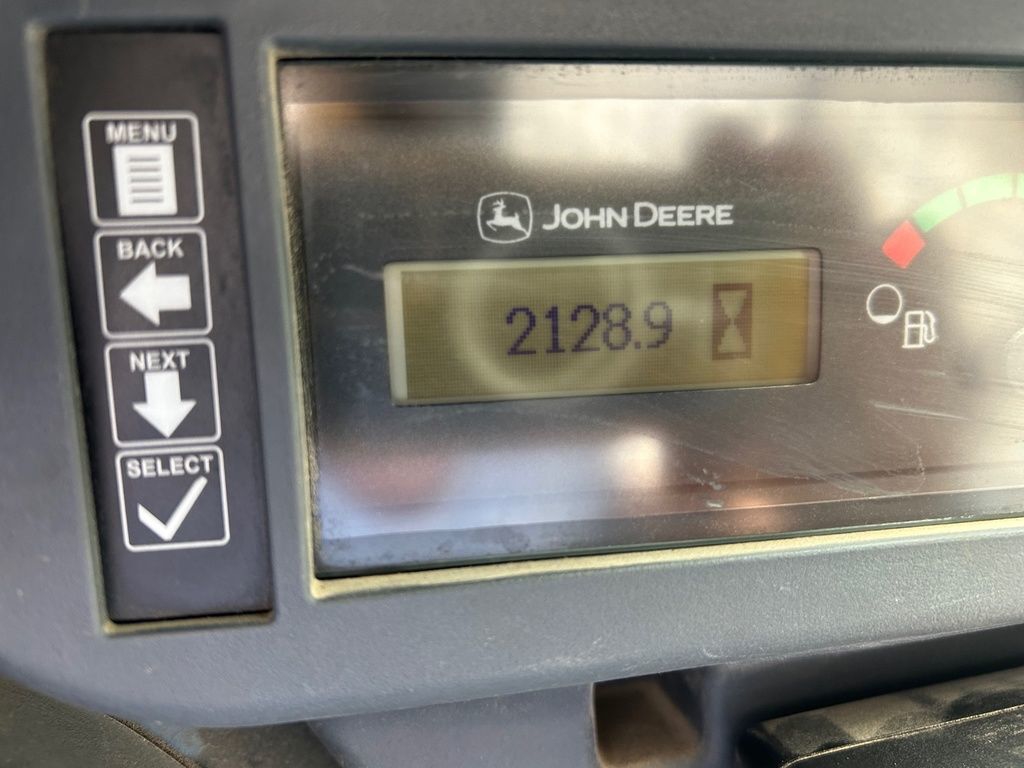 MENU
BACK
NEXT
SELECT
JOHN DEERE
2128.9